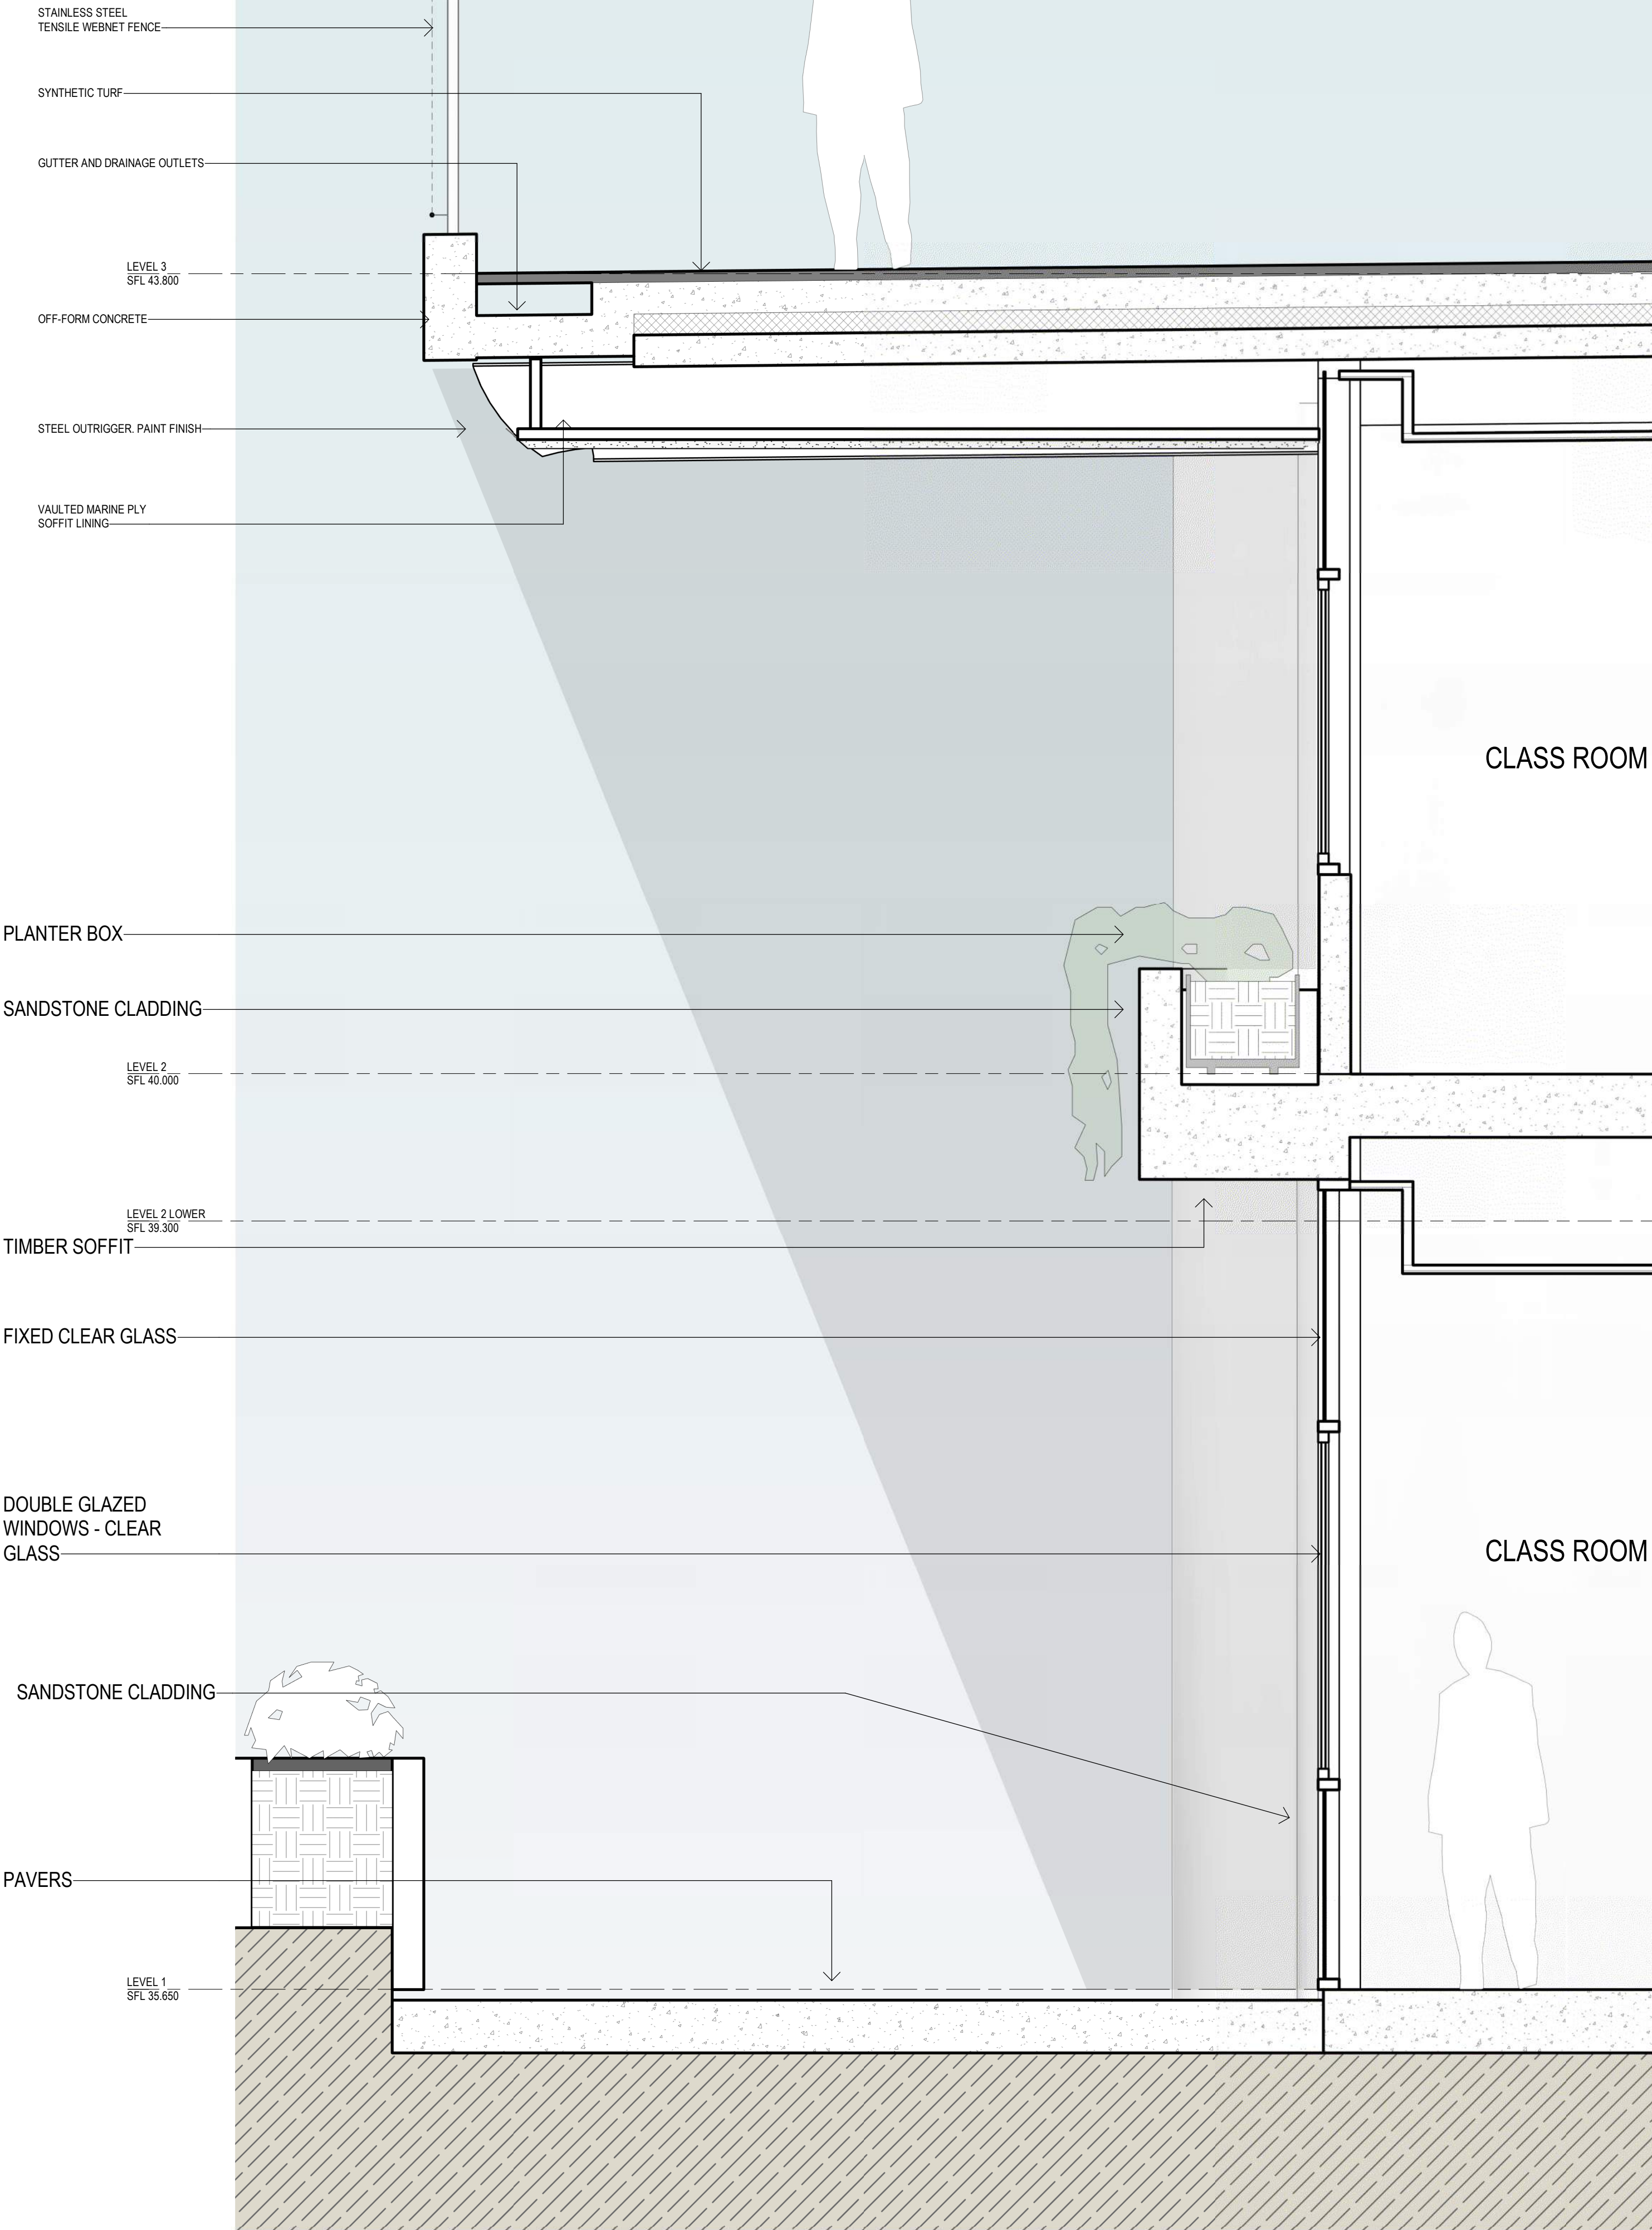 STAINLESS STEEL
TENSILE WEBNET FENCE
SYNTHETIC TURF
GUTTER AND DRAINAGE OUTLETS
LEVEL 3
SFL 43.800
OFF-FORM CONCRETE
STEEL OUTRIGGER. PAINT FINISH
VAULTED MARINE PLY
SOFFIT LINING
CLASS ROOM
PLANTER BOX
SANDSTONE CLADDING
LEVEL 2
SFL 40.000
LEVEL 2 LOWER
SFL 39.300
TIMBER SOFFIT
FIXED CLEAR GLASS
DOUBLE GLAZED
WINDOWS - CLEAR
GLASS
CLASS ROOM
SANDSTONE CLADDING
PAVERS
LEVEL 1
SFL 35.650